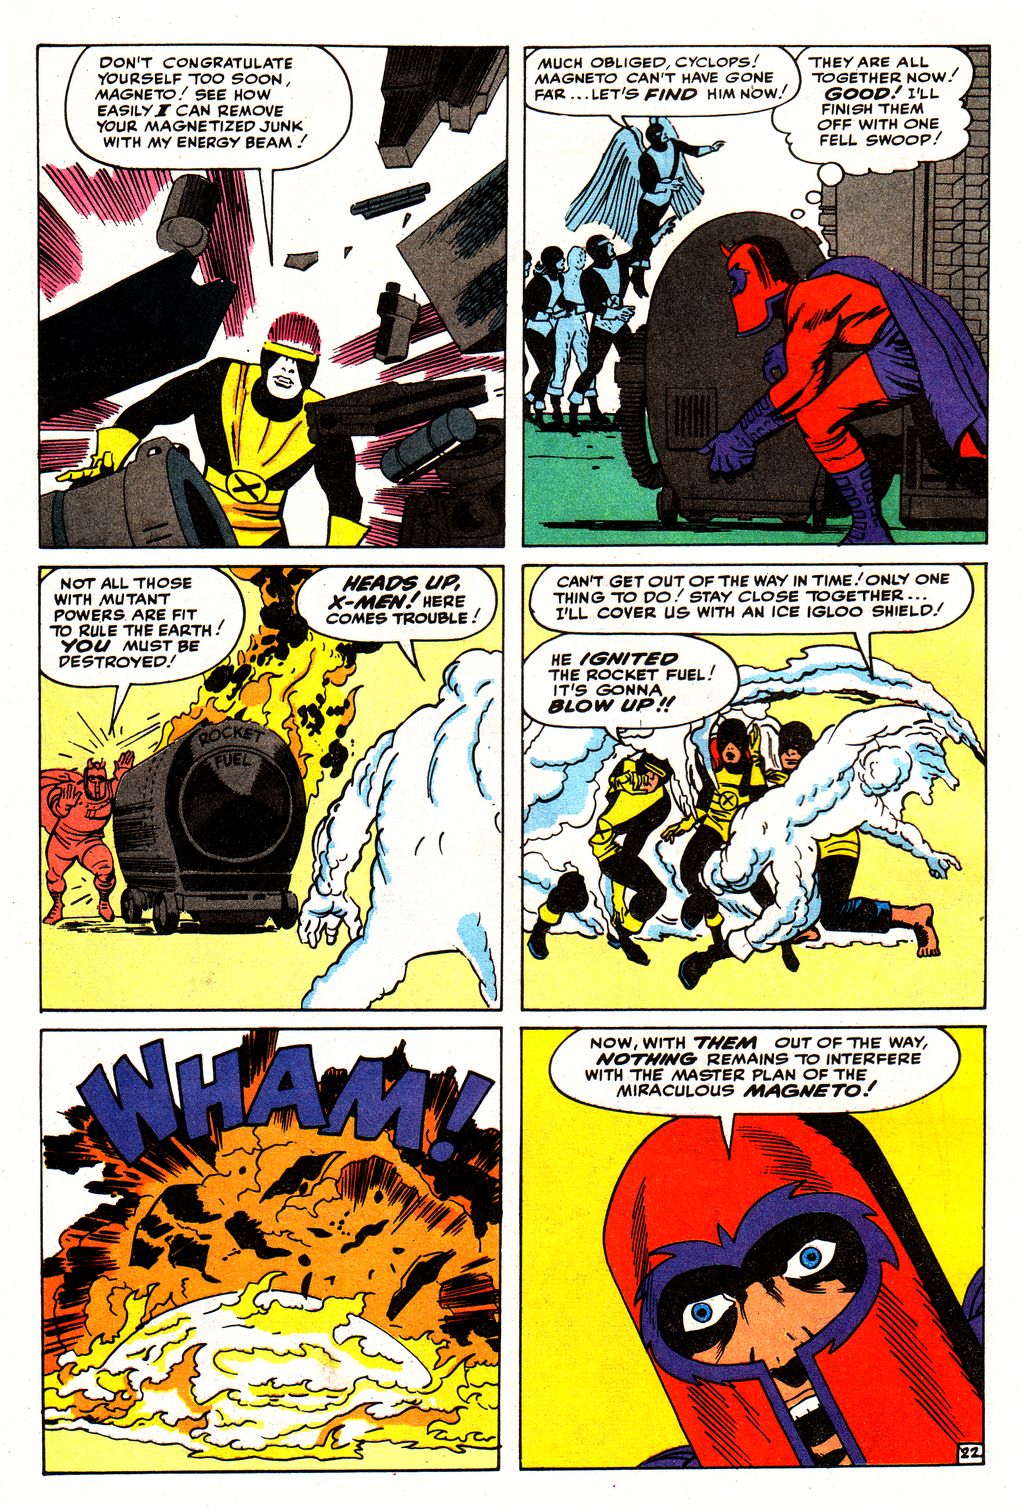 DON'T CONGRATULATE
YOURSELF TOO SOON,
MAGNETO! SEE HOW
EASILY I CAN REMOVE
YOUR MAGNETIZED JUNK
WITH MY ENERGY BEAM!
X
MUCH OBLIGED, CYCLOPS!
MAGNETO CAN'T HAVE GONE
FAR...LET'S FIND HIM NOW!
THEY ARE ALL
TOGETHER NOW!
GOOD! I'LL
FINISH THEM
OFF WITH ONE
FELL SWOOP!
NOT ALL THOSE
WITH MUTANT
POWERS ARE FIT
TO RULE THE EARTH!
YOU MUST BE
DESTROYED!
HEADS UP,
X-MEN! HERE
COMES TROUBLE!
ROCKET
FUEL
CAN'T GET OUT OF THE WAY IN TIME! ONLY ONE
THING TO DO! STAY CLOSE TOGETHER...
I'LL COVER US WITH AN ICE IGLOO SHIELD!
HE IGNITED
THE ROCKET FUEL!
IT'S GONNA
BLOW UP!!
X
X
WHAM!
NOW, WITH THEM OUT OF THE WAY,
NOTHING REMAINS TO INTERFERE
WITH THE MASTER PLAN OF THE
MIRACULOUS MAGNETO!
22